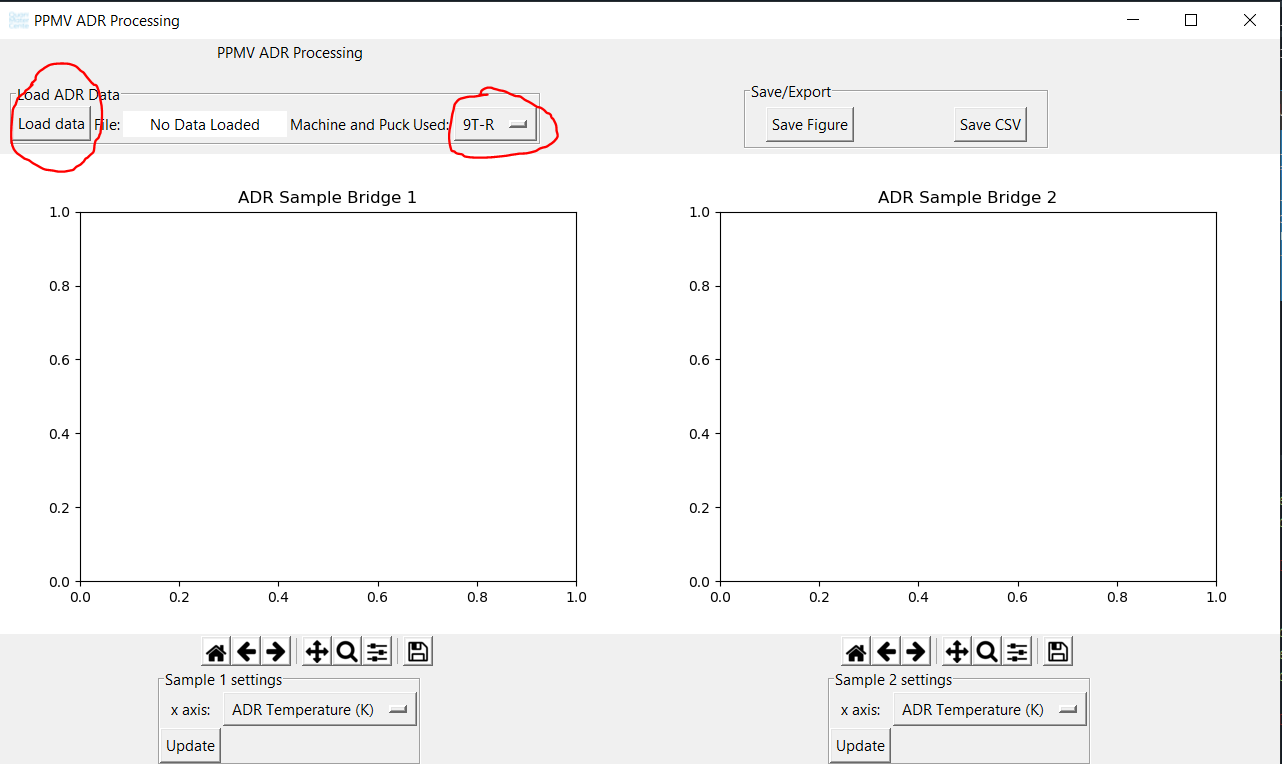 PPMV ADR Processing
PPMV ADR Processing
Load ADR Data
Load data File: No Data Loaded Machine and Puck Used: 9T-R
Save/Export
Save Figure Save CSV
ADR Sample Bridge 1
1.0
0.8
0.6
0.4
0.2
0.0
0.0 0.2 0.4 0.6 0.8 1.0
ADR Sample Bridge 2
1.0
0.8
0.6
0.4
0.2
0.0
0.0 0.2 0.4 0.6 0.8 1.0
Sample 1 settings
x axis: ADR Temperature (K)
Update
Sample 2 settings
x axis: ADR Temperature (K)
Update